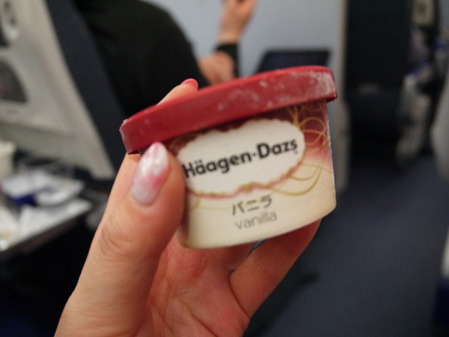 Häagen-Dazs
バニラ
vanilla